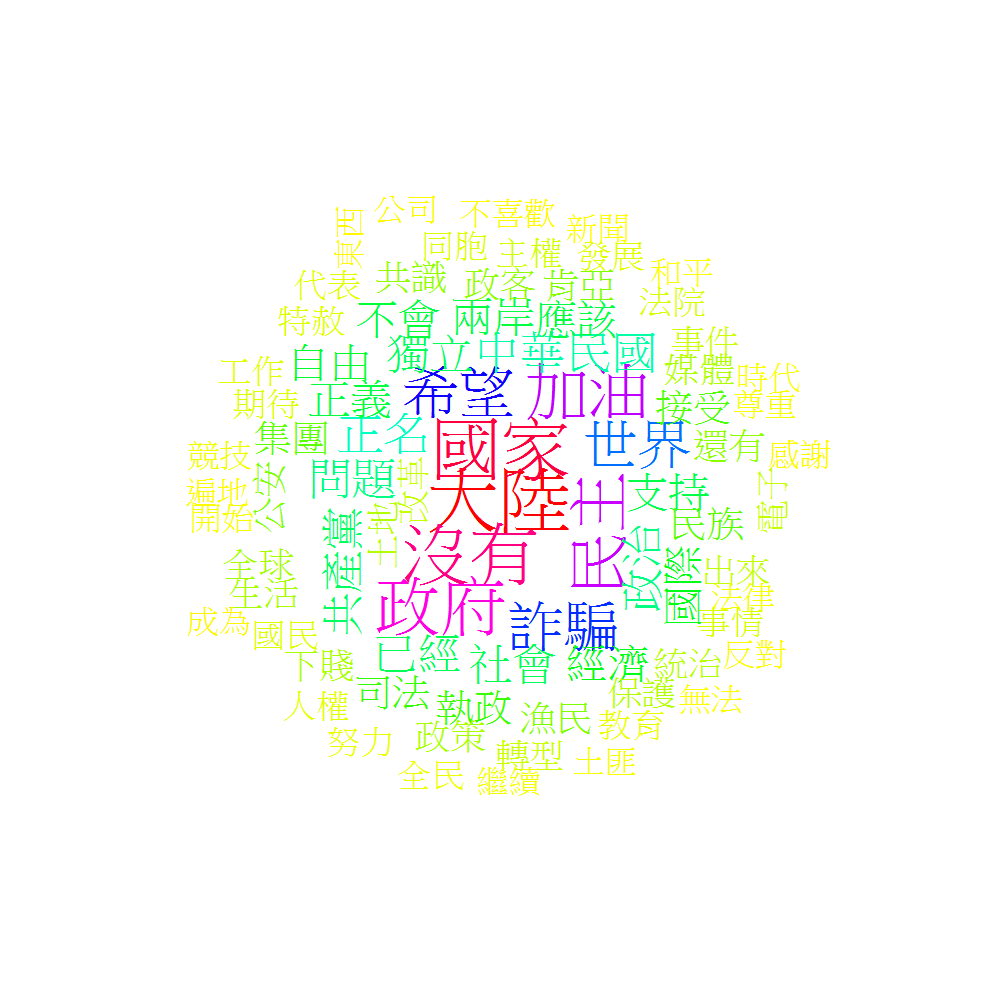 公司
不喜歡
新聞
東西
同胞
主權
發展
代表
共識
政客
肯亞
和平
法院
特赦
不會
兩岸
應該
事件
工作
自由
獨立
中華民國
媒體
時代
期待
正義
希望
加油
接受
尊重
競技
集團
正名
國家
世界
還有
感謝
遍地
公安
問題
改革
大陸
民主
支持
電子
開始
土地
民族
全球
共產黨
沒有
政治
國際
出來
生活
政府
詐騙
法律
成為
國民
事情
下賤
已經
社會
經濟
統治
反對
人權
司法
執政
漁民
保護
無法
努力
政策
轉型
教育
全民
繼續
土匪